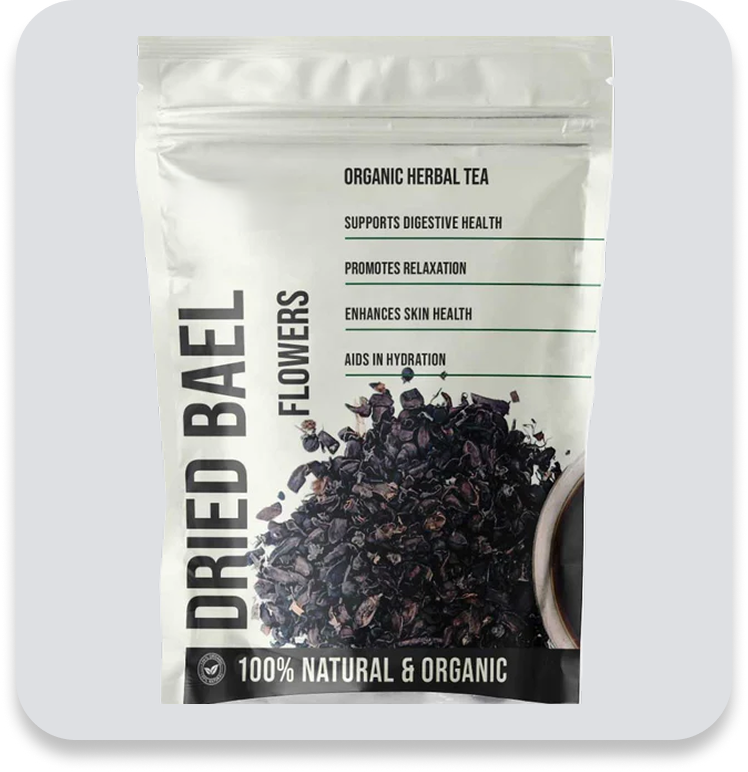 ORGANIC HERBAL TEA
SUPPORTS DIGESTIVE HEALTH
PROMOTES RELAXATION
ENHANCES SKIN HEALTH
AIDS IN HYDRATION
DRIED BAEL
FLOWERS
100% NATURAL & ORGANIC